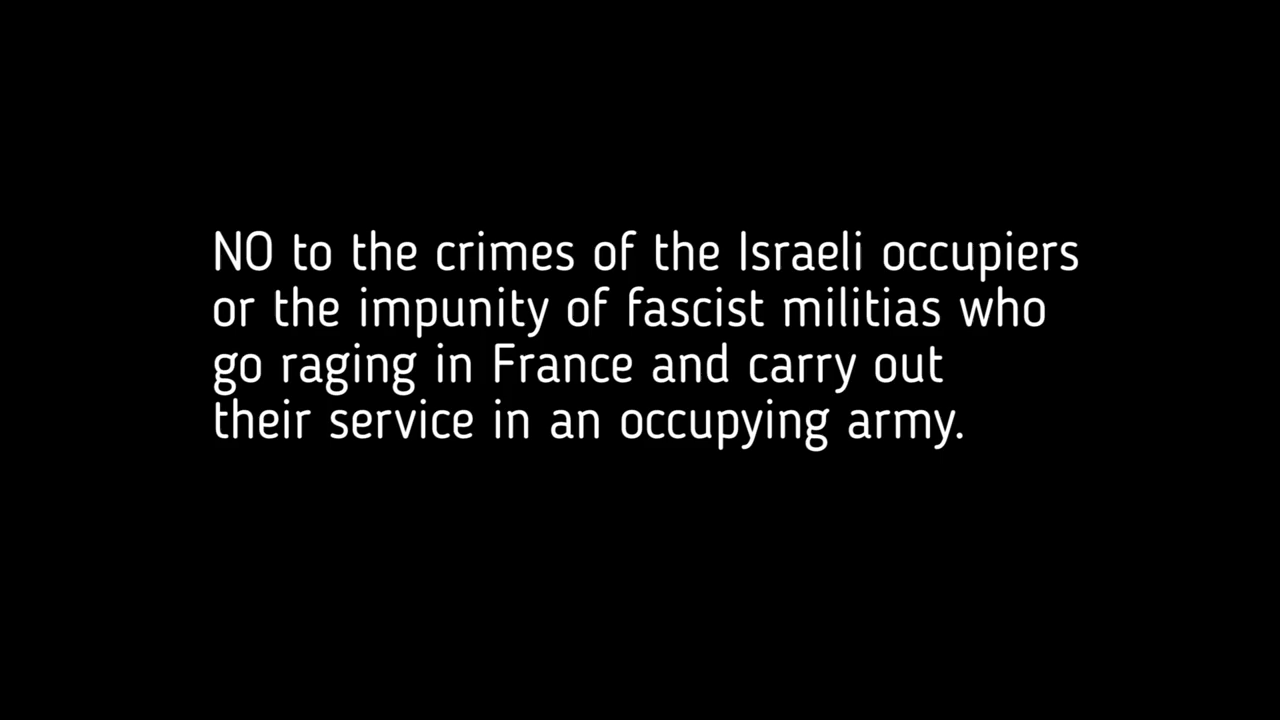 NO to the crimes of the Israeli occupiers
or the impunity of fascist militias who
go raging in France and carry out
their service in an occupying army.